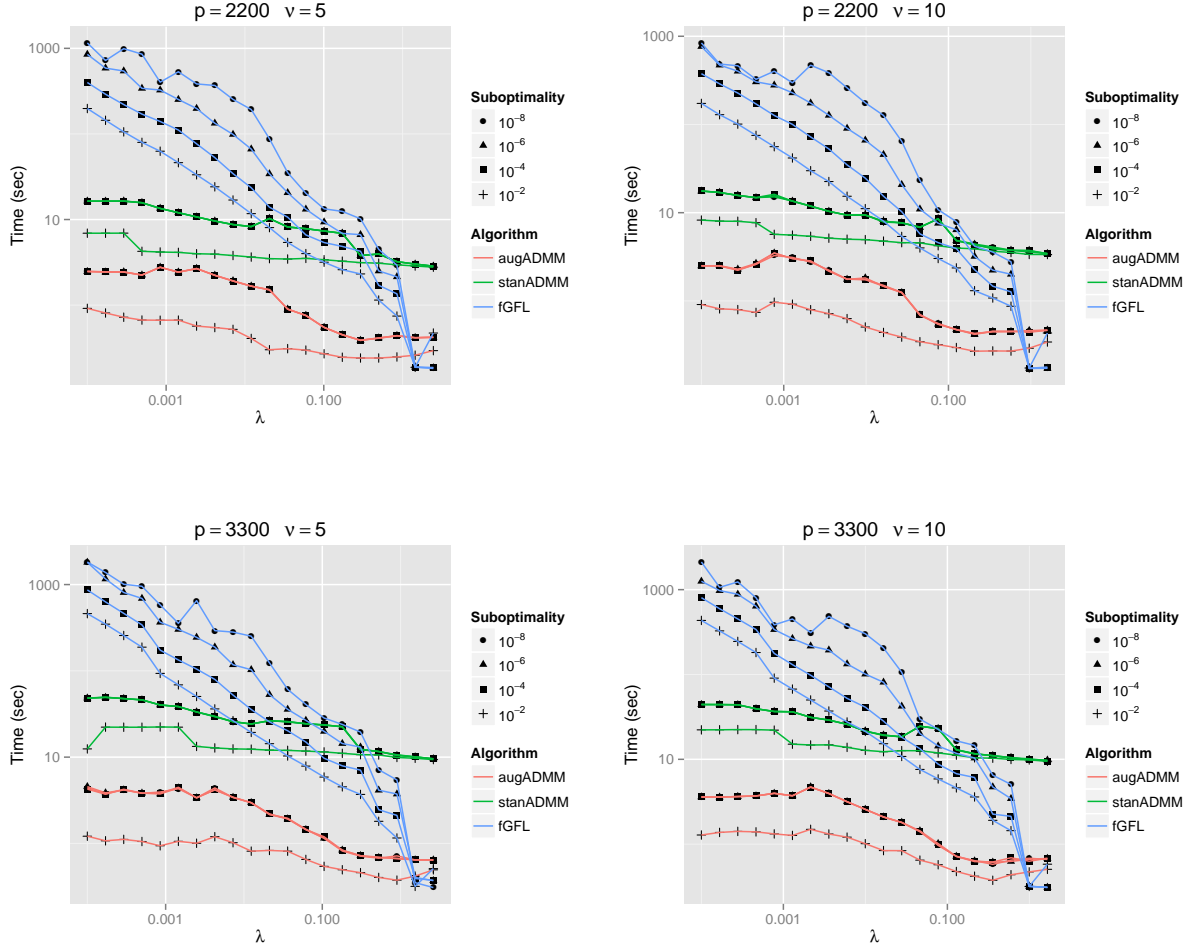 p = 2200 ν = 5
1000
10
Time (sec)
0.001
0.100
λ
Suboptimality
10⁻⁸
10⁻⁶
10⁻⁴
10⁻²
Algorithm
augADMM
stanADMM
fGFL
p = 2200 ν = 10
1000
10
Time (sec)
0.001
0.100
λ
Suboptimality
10⁻⁸
10⁻⁶
10⁻⁴
10⁻²
Algorithm
augADMM
stanADMM
fGFL
p = 3300 ν = 5
1000
10
Time (sec)
0.001
0.100
λ
Suboptimality
10⁻⁸
10⁻⁶
10⁻⁴
10⁻²
Algorithm
augADMM
stanADMM
fGFL
p = 3300 ν = 10
1000
10
Time (sec)
0.001
0.100
λ
Suboptimality
10⁻⁸
10⁻⁶
10⁻⁴
10⁻²
Algorithm
augADMM
stanADMM
fGFL